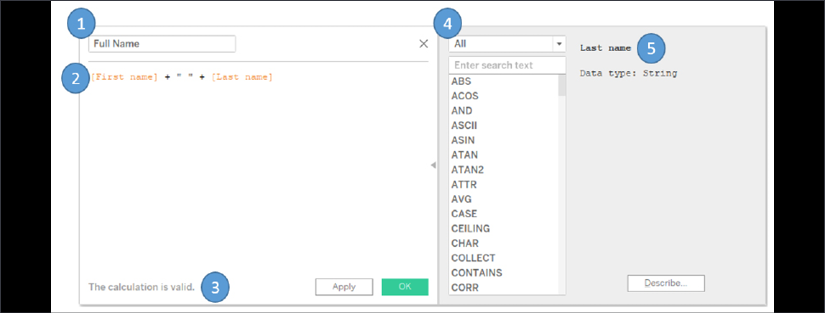 1
Full Name
2
[First name] + " " + [Last name]
The calculation is valid.
3
Apply
OK
4
All
Enter search text
ABS
ACOS
AND
ASCII
ASIN
ATAN
ATAN2
ATTR
AVG
CASE
CEILING
CHAR
COLLECT
CONTAINS
CORR
Last name
5
Data type: String
Describe...